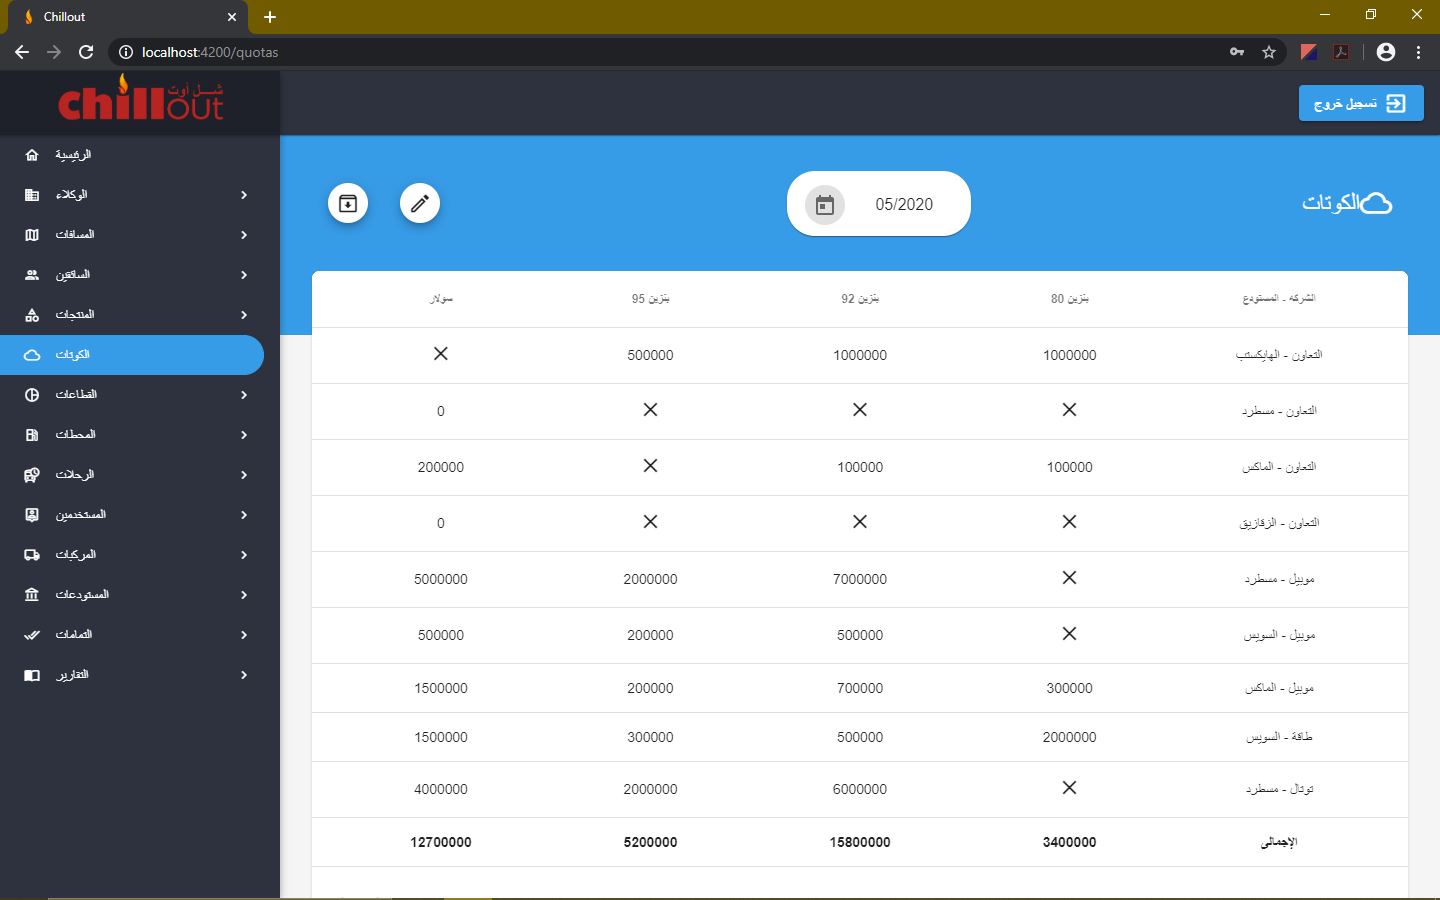 Chillout
localhost:4200/quotas
chillout شـــل أوت
تسجيل خروج
الرئيسية
الوكلاء
المسافات
السائقين
المنتجات
الكوتات
القطاعات
المحطات
الرحلات
المستخدمين
المركبات
المستودعات
التمامات
التقارير
الكوتات
05/2020
الشركه - المستودع بنزين 80 بنزين 92 بنزين 95 سولار
التعاون - الهايكستب 1000000 1000000 500000
التعاون - مسطرد 0
التعاون - الماكس 100000 100000 200000
التعاون - الزقازيق 0
موبيل - مسطرد 7000000 2000000 5000000
موبيل - السويس 500000 200000 500000
موبيل - الماكس 300000 700000 200000 1500000
طاقة - السويس 2000000 500000 300000 1500000
توتال - مسطرد 6000000 2000000 4000000
الإجمالى 3400000 15800000 5200000 12700000